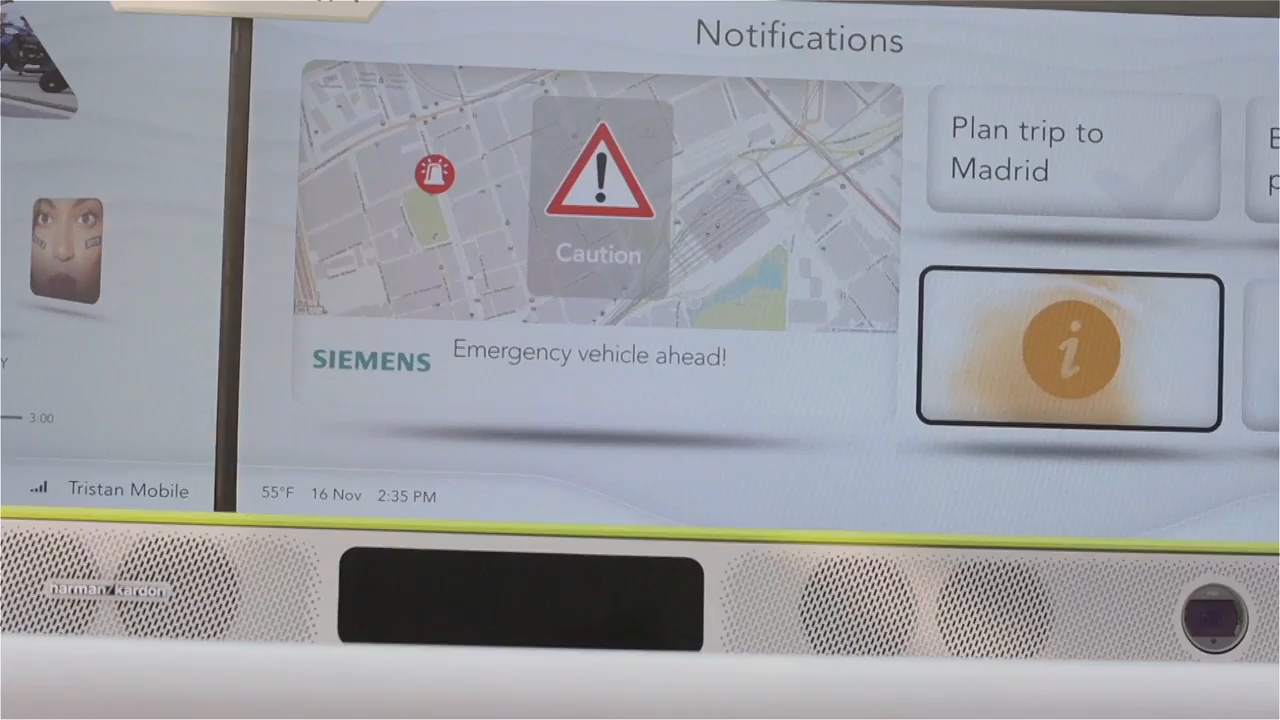 Notifications
Caution
SIEMENS
Emergency vehicle ahead!
Plan trip to
Madrid
i
3:00
Tristan Mobile
55°F 16 Nov 2:35 PM
harman/kardon